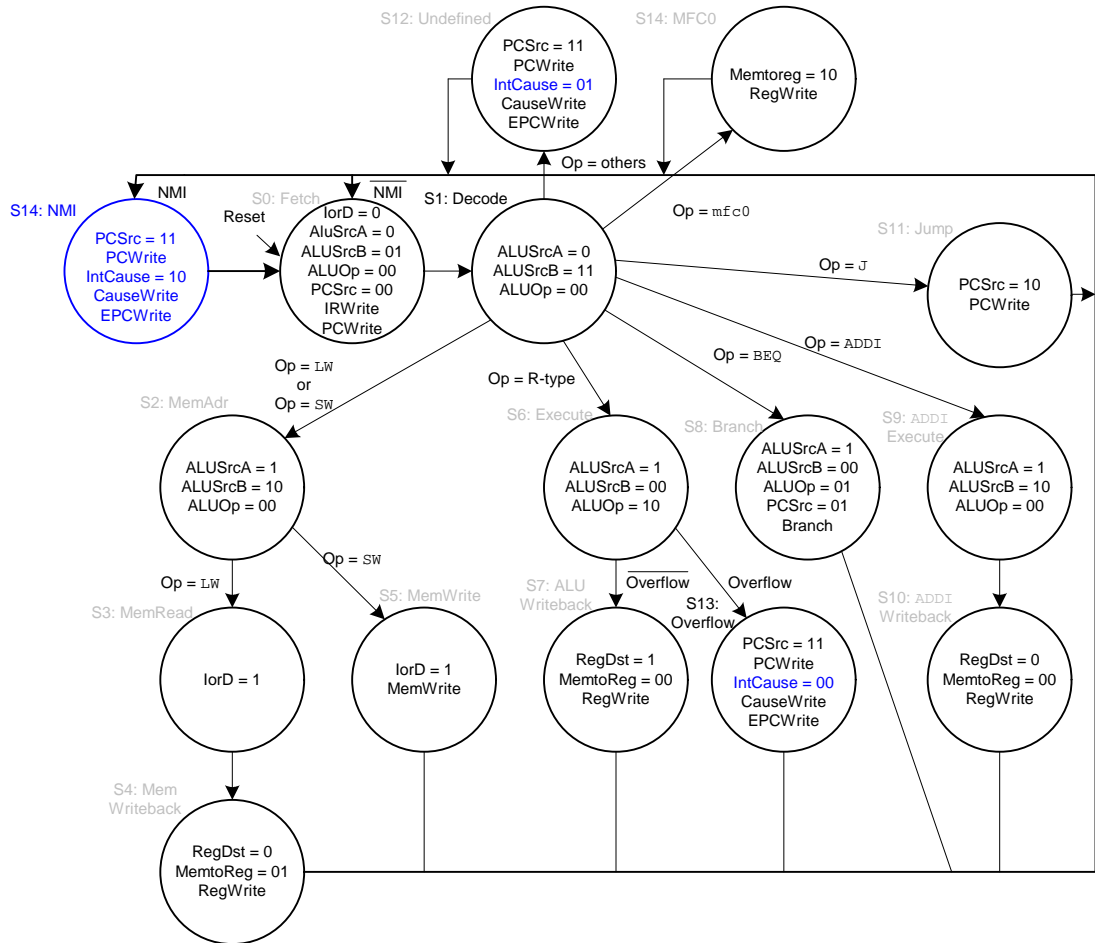 S12: Undefined
PCSrc = 11
PCWrite
IntCause = 01
CauseWrite
EPCWrite
S14: MFC0
Memtoreg = 10
RegWrite
Op = others
Op = mfc0
S14: NMI
NMI
PCSrc = 11
PCWrite
IntCause = 10
CauseWrite
EPCWrite
Reset
S0: Fetch
NMI
IorD = 0
AluSrcA = 0
ALUSrcB = 01
ALUOp = 00
PCSrc = 00
IRWrite
PCWrite
S1: Decode
ALUSrcA = 0
ALUSrcB = 11
ALUOp = 00
S11: Jump
Op = J
PCSrc = 10
PCWrite
Op = LW
or
Op = SW
Op = R-type
Op = BEQ
Op = ADDI
S2: MemAdr
ALUSrcA = 1
ALUSrcB = 10
ALUOp = 00
S6: Execute
ALUSrcA = 1
ALUSrcB = 00
ALUOp = 10
S8: Branch
ALUSrcA = 1
ALUSrcB = 00
ALUOp = 01
PCSrc = 01
Branch
S9: ADDI
Execute
ALUSrcA = 1
ALUSrcB = 10
ALUOp = 00
Op = LW
Op = SW
S3: MemRead
IorD = 1
S5: MemWrite
IorD = 1
MemWrite
S7: ALU
Writeback
Overflow
RegDst = 1
MemtoReg = 00
RegWrite
Overflow
S13:
Overflow
PCSrc = 11
PCWrite
IntCause = 00
CauseWrite
EPCWrite
S10: ADDI
Writeback
RegDst = 0
MemtoReg = 00
RegWrite
S4: Mem
Writeback
RegDst = 0
MemtoReg = 01
RegWrite